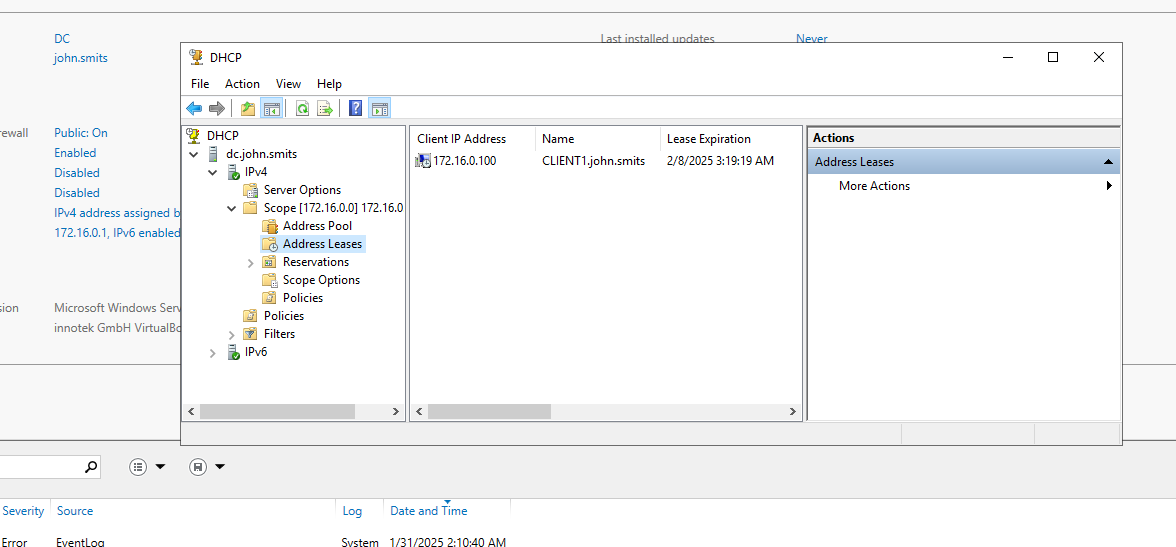 DC
Last installed updates
Never
john.smits
DHCP
File Action View Help
DHCP
dc.john.smits
IPv4
Server Options
Scope [172.16.0.0] 172.16.0
Address Pool
Address Leases
Reservations
Scope Options
Policies
Policies
Filters
IPv6
Client IP Address Name Lease Expiration
172.16.0.100 CLIENT1.john.smits 2/8/2025 3:19:19 AM
Actions
Address Leases
More Actions
rewall Public: On
Enabled
Disabled
Disabled
IPv4 address assigned b
172.16.0.1, IPv6 enabled
sion Microsoft Windows Serv
innotek GmbH VirtualBo
Severity Source Log Date and Time
Error EventLog System 1/31/2025 2:10:40 AM